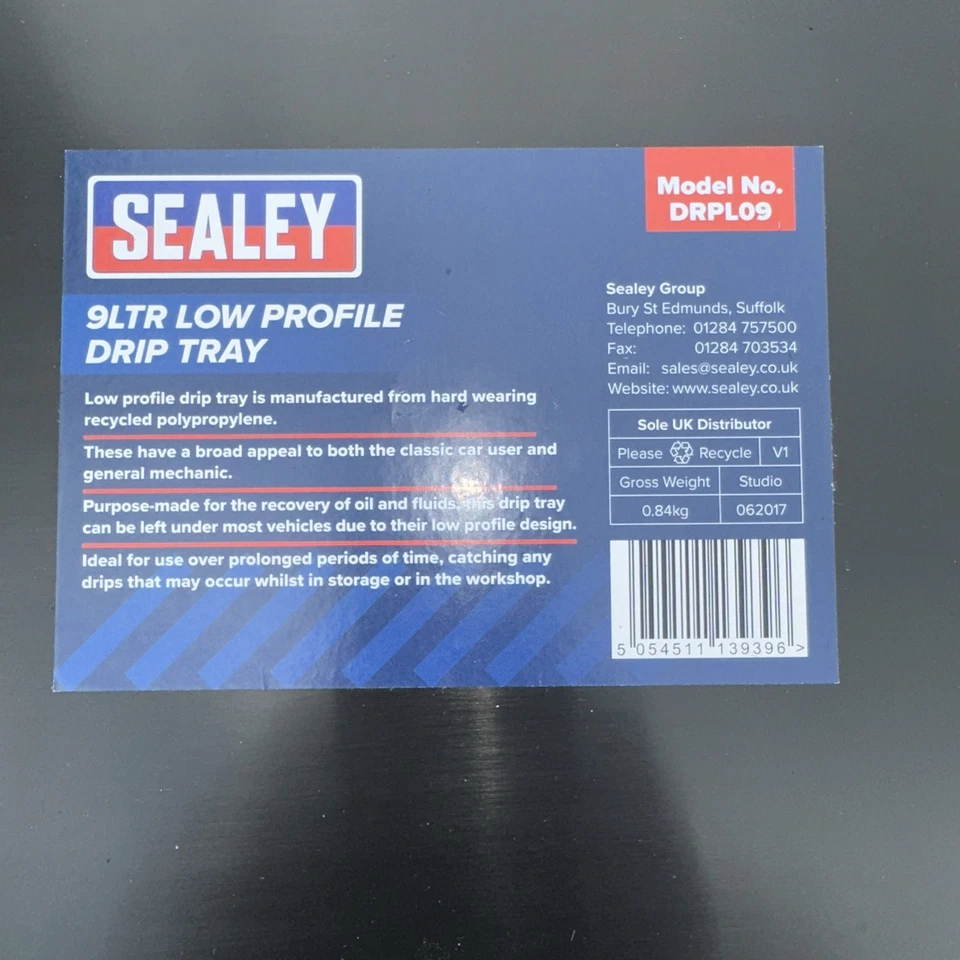 SEALEY
9LTR LOW PROFILE
DRIP TRAY
Low profile drip tray is manufactured from hard wearing
recycled polypropylene.
These have a broad appeal to both the classic car user and
general mechanic.
Purpose-made for the recovery of oil and fluids, this drip tray
can be left under most vehicles due to their low profile design.
Ideal for use over prolonged periods of time, catching any
drips that may occur whilst in storage or in the workshop.
Model No.
DRPL09
Sealey Group
Bury St Edmunds, Suffolk
Telephone: 01284 757500
Fax: 01284 703534
Email: sales@sealey.co.uk
Website: www.sealey.co.uk
Sole UK Distributor
Please Recycle V1
Gross Weight Studio
0.84kg 062017
5 054511 139396 >